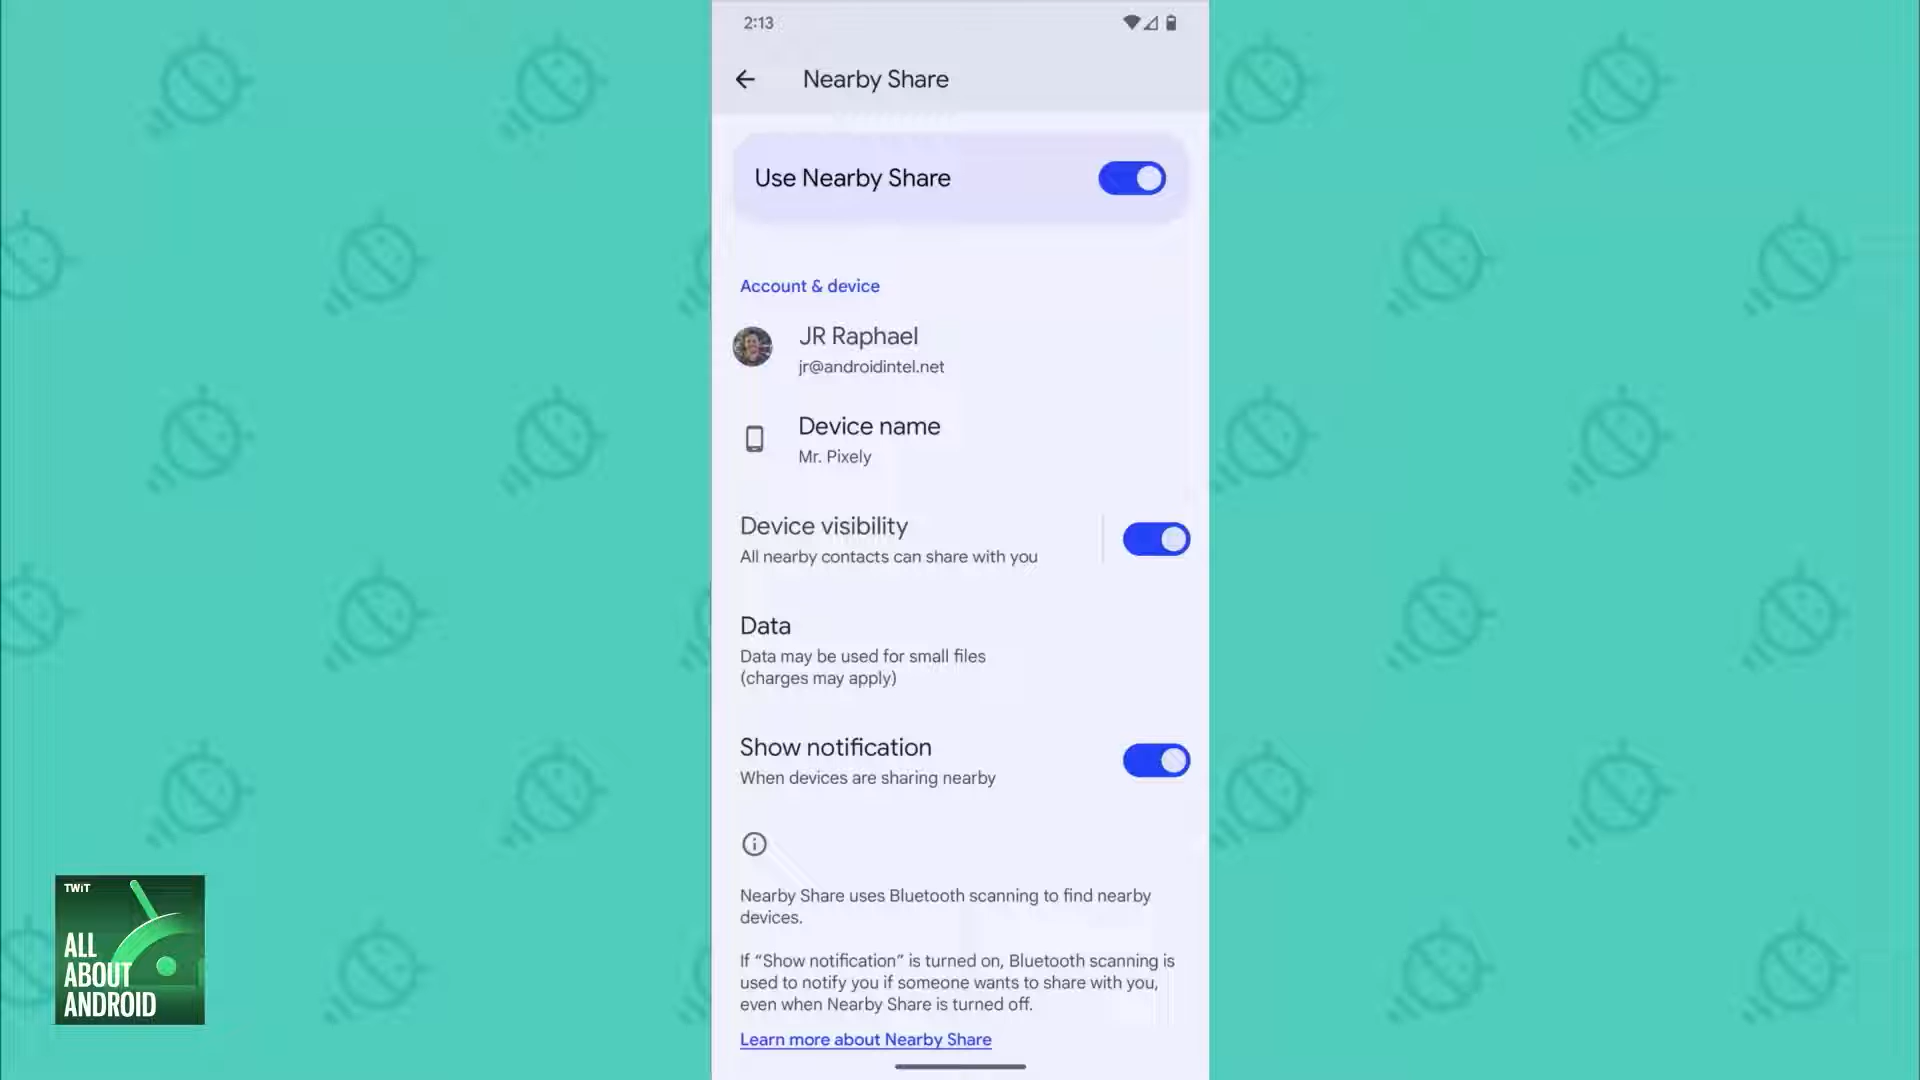 2:13
Nearby Share
Use Nearby Share
Account & device
JR Raphael
jr@androidintel.net
Device name
Mr. Pixely
Device visibility
All nearby contacts can share with you
Data
Data may be used for small files
(charges may apply)
Show notification
When devices are sharing nearby
Nearby Share uses Bluetooth scanning to find nearby
devices.
If “Show notification” is turned on, Bluetooth scanning is
used to notify you if someone wants to share with you,
even when Nearby Share is turned off.
Learn more about Nearby Share
TWiT
ALL
ABOUT
ANDROID